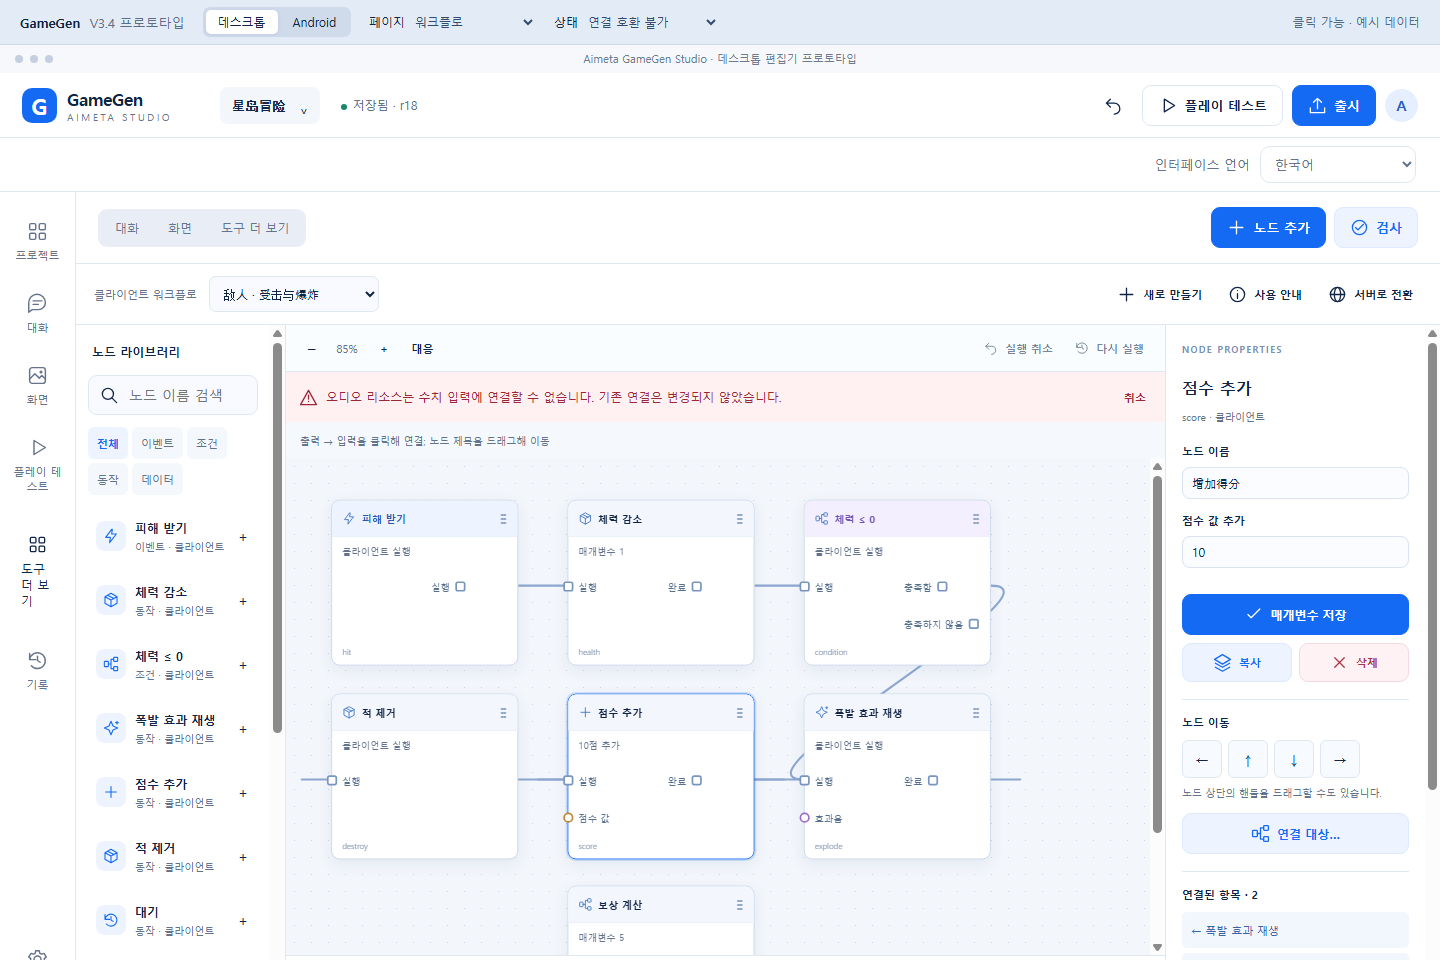 GameGen V3.4 프로토타입 데스크톱 Android 페이지 워크플로 상태 연결 호환 불가 클릭 가능 · 예시 데이터
Aimeta GameGen Studio · 데스크톱 편집기 프로토타입
G GameGen
AIMETA STUDIO
星岛冒险
저장됨 · r18
플레이 테스트
출시
A
인터페이스 언어 한국어
프로젝트
대화
화면
플레이 테
스트
도구
더 보
기
기록
대화 화면 도구 더 보기
노드 추가
검사
클라이언트 워크플로 敌人 · 受击与爆炸
새로 만들기
사용 안내
서버로 전환
노드 라이브러리
노드 이름 검색
전체 이벤트 조건
동작 데이터
피해 받기
이벤트 · 클라이언트
+
체력 감소
동작 · 클라이언트
+
체력 ≤ 0
조건 · 클라이언트
+
폭발 효과 재생
동작 · 클라이언트
+
점수 추가
동작 · 클라이언트
+
적 제거
동작 · 클라이언트
+
대기
동작 · 클라이언트
+
− 85% + 대응
실행 취소
다시 실행
오디오 리소스는 수치 입력에 연결할 수 없습니다. 기존 연결은 변경되지 않았습니다.
취소
출력 → 입력을 클릭해 연결; 노드 제목을 드래그해 이동
피해 받기
클라이언트 실행
실행
hit
체력 감소
매개변수 1
실행 완료
health
체력 ≤ 0
클라이언트 실행
실행 충족함
충족하지 않음
condition
적 제거
클라이언트 실행
실행
destroy
점수 추가
10점 추가
실행 완료
점수 값
score
폭발 효과 재생
클라이언트 실행
실행 완료
효과음
explode
보상 계산
매개변수 5
NODE PROPERTIES
점수 추가
score · 클라이언트
노드 이름
增加得分
점수 값 추가
10
매개변수 저장
복사
삭제
노드 이동
← ↑ ↓ →
노드 상단의 핸들을 드래그할 수도 있습니다.
연결 대상...
연결된 항목 · 2
← 폭발 효과 재생